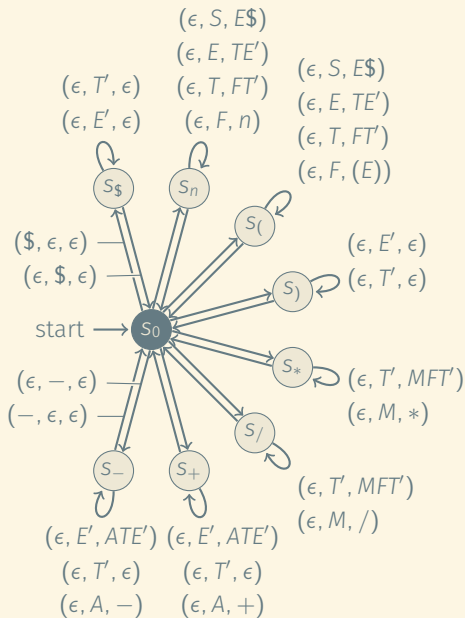 (ϵ, S, E$)
(ϵ, E, TE′)
(ϵ, T, FT′)
(ϵ, F, n)
(ϵ, S, E$)
(ϵ, E, TE′)
(ϵ, T, FT′)
(ϵ, F, (E))
(ϵ, T′, ϵ)
(ϵ, E′, ϵ)
S$
Sn
S(
($, ϵ, ϵ)
(ϵ, $, ϵ)
(ϵ, E′, ϵ)
(ϵ, T′, ϵ)
S)
start
S0
S*
(ϵ, T′, MFT′)
(ϵ, M, *)
(ϵ, −, ϵ)
(−, ϵ, ϵ)
S/
(ϵ, T′, MFT′)
(ϵ, M, /)
S−
S+
(ϵ, E′, ATE′)
(ϵ, T′, ϵ)
(ϵ, A, −)
(ϵ, E′, ATE′)
(ϵ, T′, ϵ)
(ϵ, A, +)